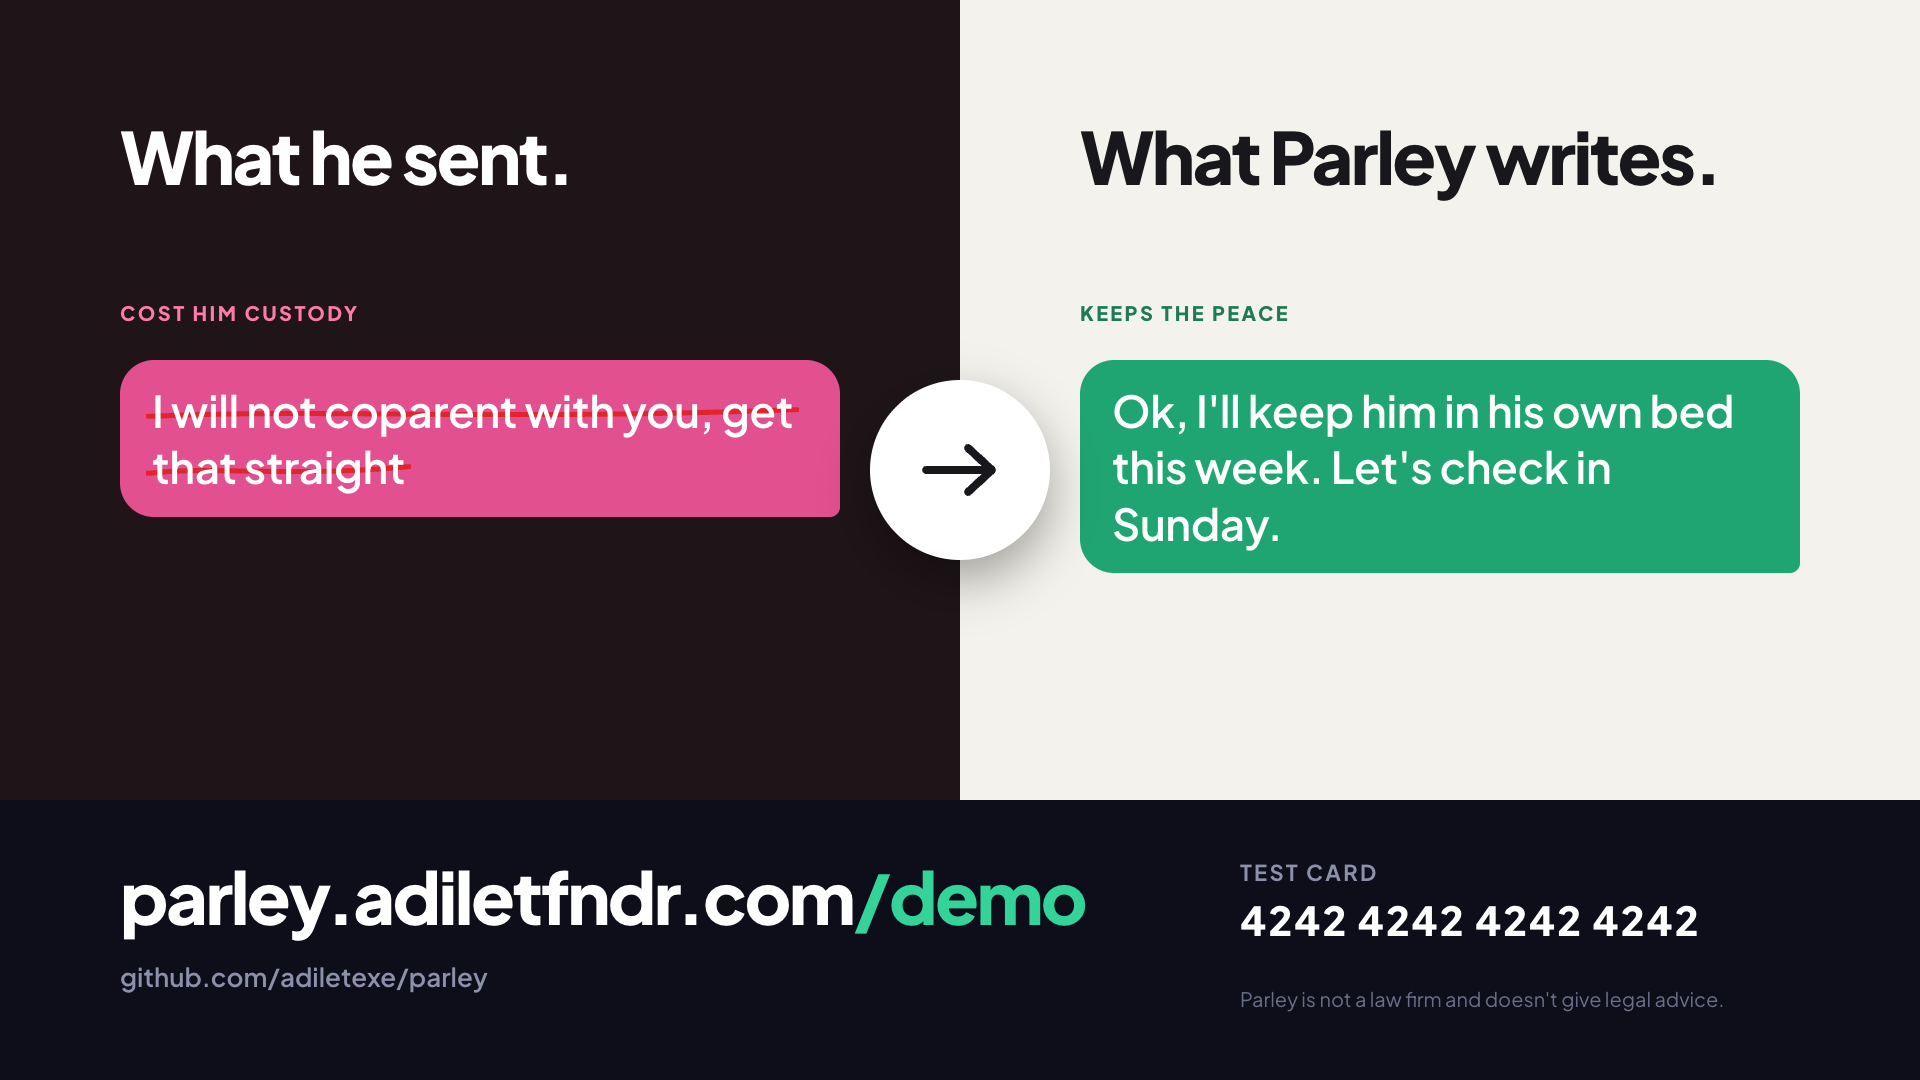 What he sent.
COST HIM CUSTODY
I will not coparent with you, get
that straight
What Parley writes.
KEEPS THE PEACE
Ok, I'll keep him in his own bed
this week. Let's check in
Sunday.
parley.adiletfndr.com/demo
github.com/adiletexe/parley
TEST CARD
4242 4242 4242 4242
Parley is not a law firm and doesn't give legal advice.